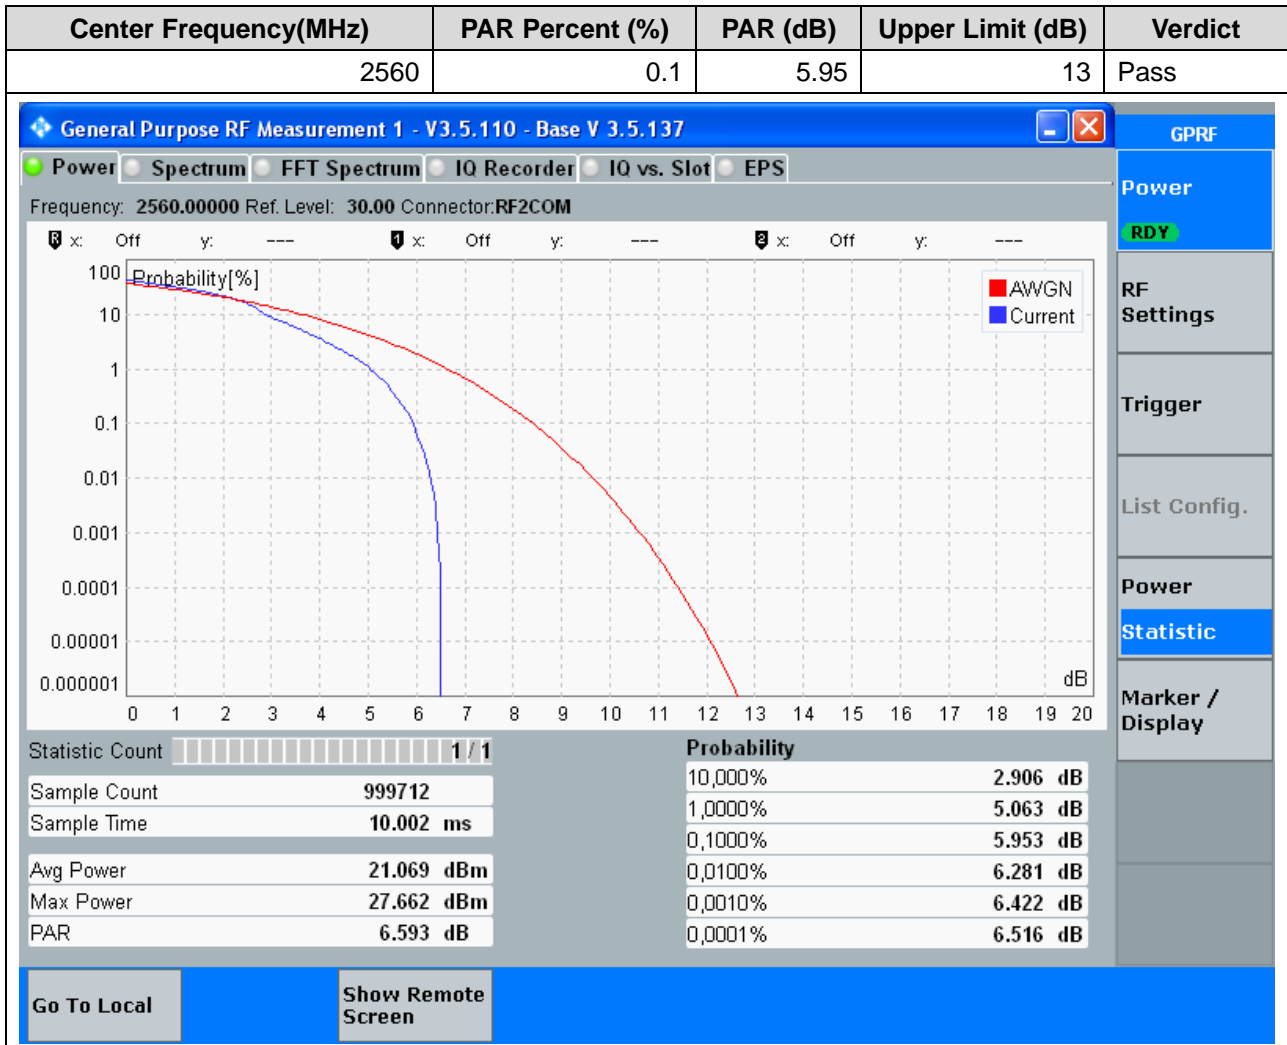 Center Frequency(MHz) PAR Percent (%) PAR (dB) Upper Limit (dB) Verdict
2560 0.1 5.95 13 Pass
General Purpose RF Measurement 1 - V3.5.110 - Base V 3.5.137
GPRF
Power Spectrum FFT Spectrum IQ Recorder IQ vs. Slot EPS
Power
RDY
Frequency: 2560.00000 Ref. Level: 30.00 Connector:RF2COM
R x: Off y: --- 1 x: Off y: --- 2 x: Off y: ---
Probability[%]
AWGN
Current
100
10
1
0.1
0.01
0.001
0.0001
0.00001
0.000001
dB
0 1 2 3 4 5 6 7 8 9 10 11 12 13 14 15 16 17 18 19 20
RF
Settings
Trigger
List Config.
Power
Statistic
Marker /
Display
Statistic Count 1 / 1
Sample Count 999712
Sample Time 10.002 ms
Avg Power 21.069 dBm
Max Power 27.662 dBm
PAR 6.593 dB
Probability
10,000% 2.906 dB
1,0000% 5.063 dB
0,1000% 5.953 dB
0,0100% 6.281 dB
0,0010% 6.422 dB
0,0001% 6.516 dB
Go To Local
Show Remote
Screen